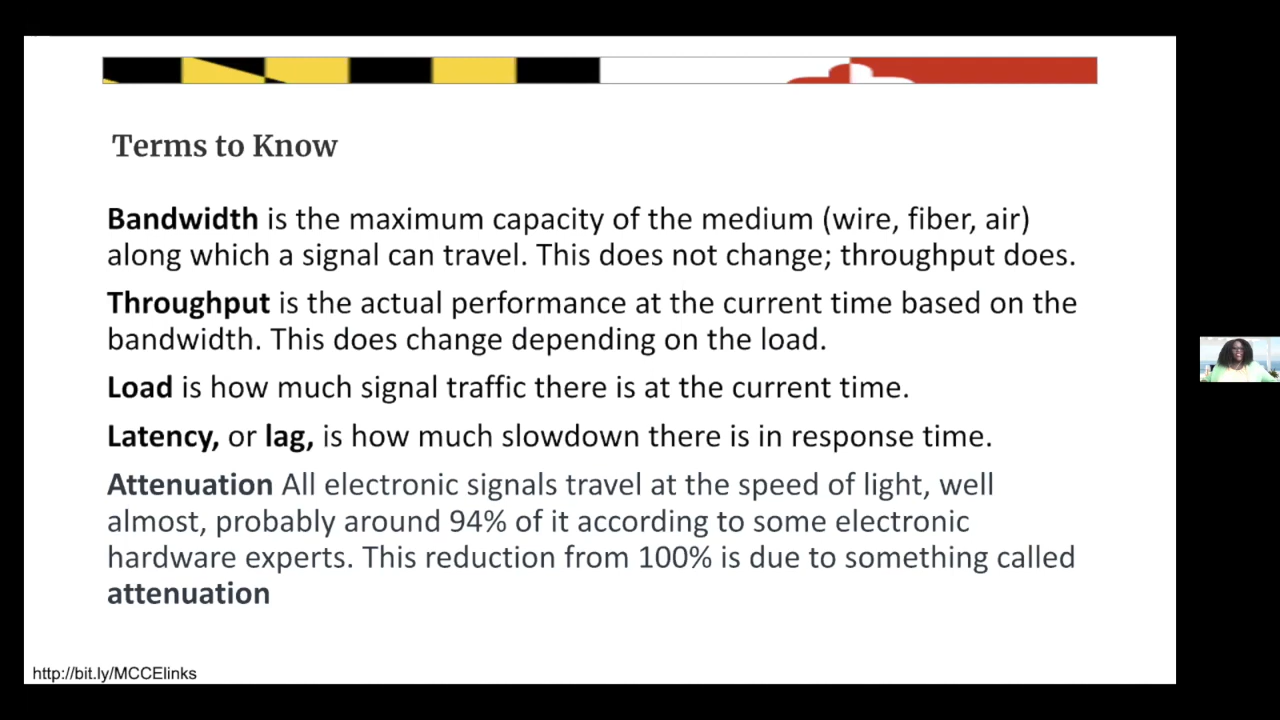 Terms to Know
Bandwidth is the maximum capacity of the medium (wire, fiber, air)
along which a signal can travel. This does not change; throughput does.
Throughput is the actual performance at the current time based on the
bandwidth. This does change depending on the load.
Load is how much signal traffic there is at the current time.
Latency, or lag, is how much slowdown there is in response time.
Attenuation All electronic signals travel at the speed of light, well
almost, probably around 94% of it according to some electronic
hardware experts. This reduction from 100% is due to something called
attenuation
http://bit.ly/MCCElinks